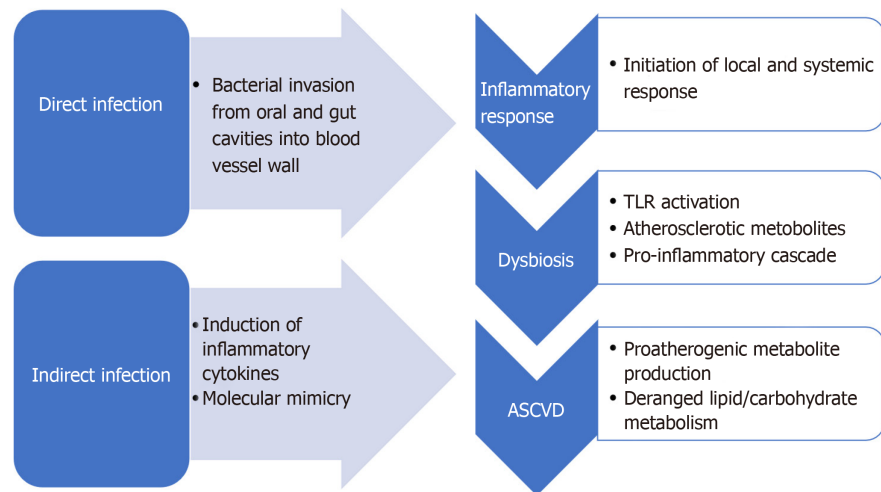 Direct infection
• Bacterial invasion
from oral and gut
cavities into blood
vessel wall
Indirect infection
• Induction of
inflammatory
cytokines
• Molecular mimicry
Inflammatory
response
• Initiation of local and systemic
response
Dysbiosis
• TLR activation
• Atherosclerotic metobolites
• Pro-inflammatory cascade
ASCVD
• Proatherogenic metabolite
production
• Deranged lipid/carbohydrate
metabolism